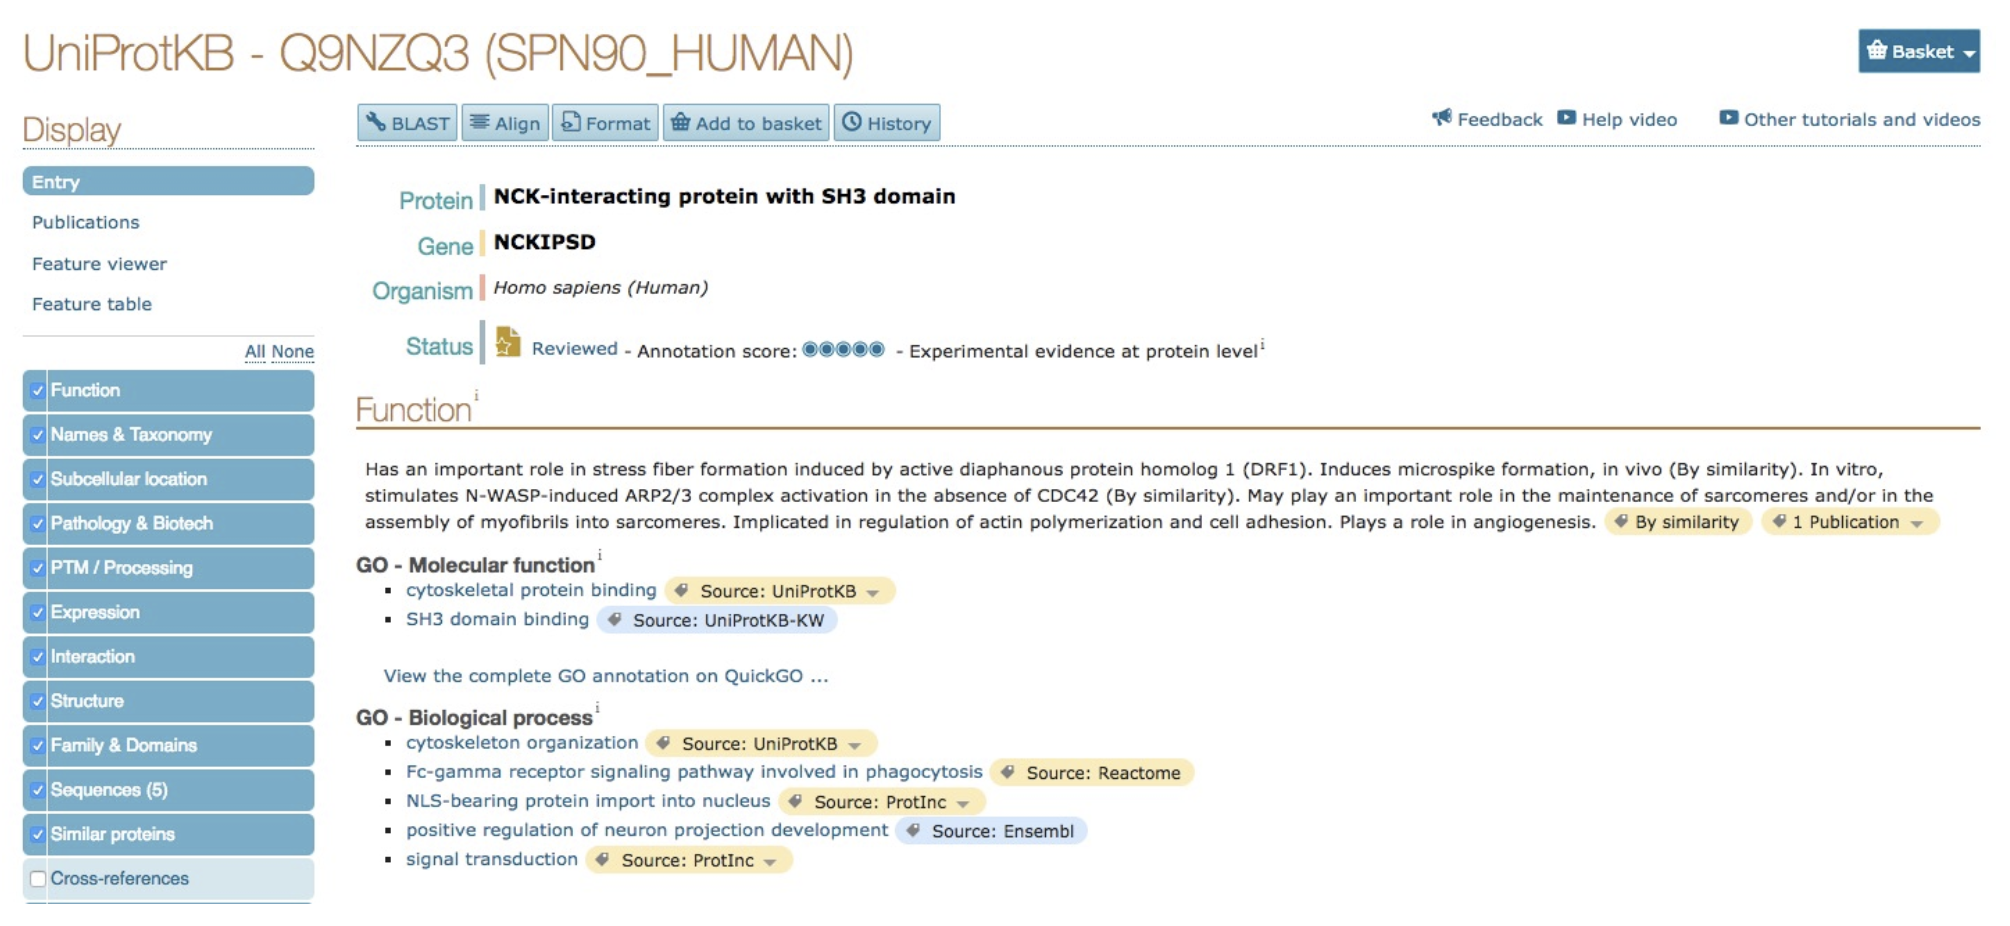 UniProtKB - Q9NZQ3 (SPN90_HUMAN)
Basket
Display
BLAST Align Format Add to basket History
Feedback Help video Other tutorials and videos
Entry
Publications
Feature viewer
Feature table
All None
Function
Names & Taxonomy
Subcellular location
Pathology & Biotech
PTM / Processing
Expression
Interaction
Structure
Family & Domains
Sequences (5)
Similar proteins
Cross-references
Protein NCK-interacting protein with SH3 domain
Gene NCKIPSD
Organism Homo sapiens (Human)
Status Reviewed - Annotation score: - Experimental evidence at protein level i
Function i
Has an important role in stress fiber formation induced by active diaphanous protein homolog 1 (DRF1). Induces microspike formation, in vivo (By similarity). In vitro,
stimulates N-WASP-induced ARP2/3 complex activation in the absence of CDC42 (By similarity). May play an important role in the maintenance of sarcomeres and/or in the
assembly of myofibrils into sarcomeres. Implicated in regulation of actin polymerization and cell adhesion. Plays a role in angiogenesis. By similarity 1 Publication
GO - Molecular function i
cytoskeletal protein binding Source: UniProtKB
SH3 domain binding Source: UniProtKB-KW
View the complete GO annotation on QuickGO ...
GO - Biological process i
cytoskeleton organization Source: UniProtKB
Fc-gamma receptor signaling pathway involved in phagocytosis Source: Reactome
NLS-bearing protein import into nucleus Source: ProtInc
positive regulation of neuron projection development Source: Ensembl
signal transduction Source: ProtInc